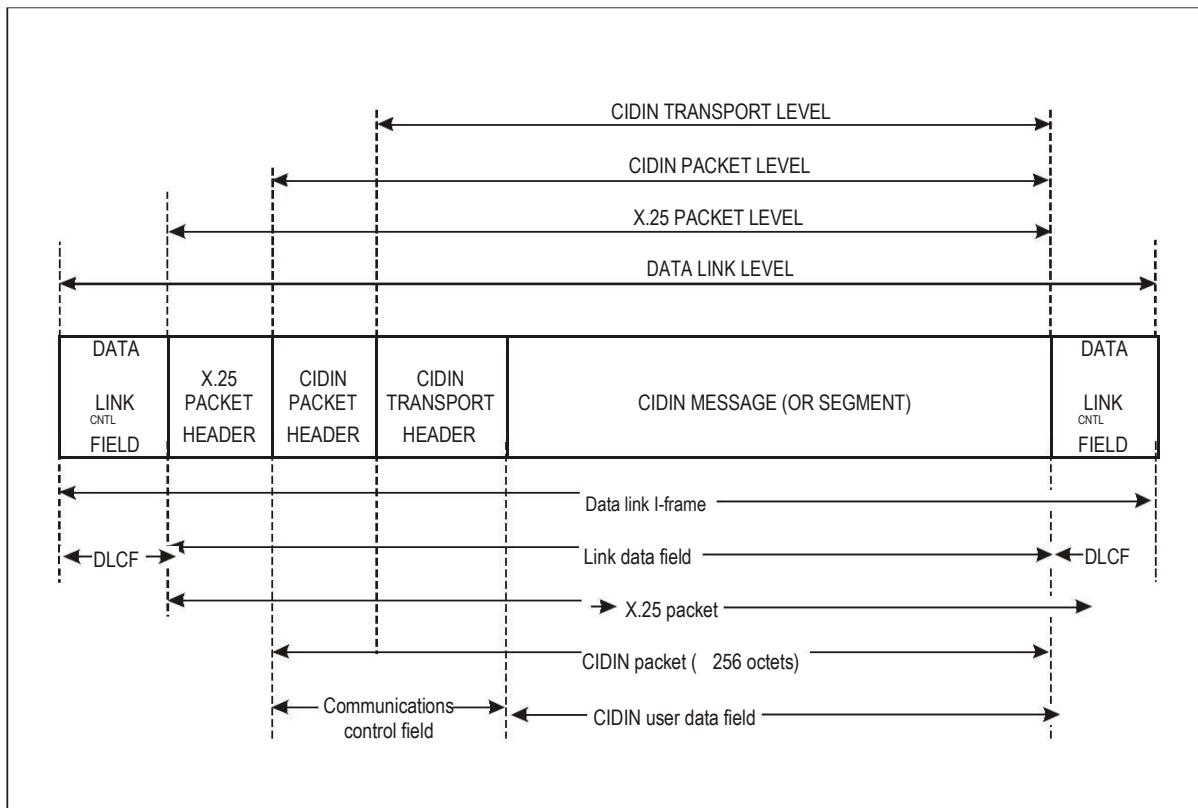 CIDIN TRANSPORT LEVEL
CIDIN PACKET LEVEL
X.25 PACKET LEVEL
DATA LINK LEVEL
DATA
LINK
CNTL
FIELD
X.25
PACKET
HEADER
CIDIN
PACKET
HEADER
CIDIN
TRANSPORT
HEADER
CIDIN MESSAGE (OR SEGMENT)
DATA
LINK
CNTL
FIELD
Data link I-frame
DLCF
Link data field
DLCF
X.25 packet
CIDIN packet ( 256 octets)
Communications
control field
CIDIN user data field